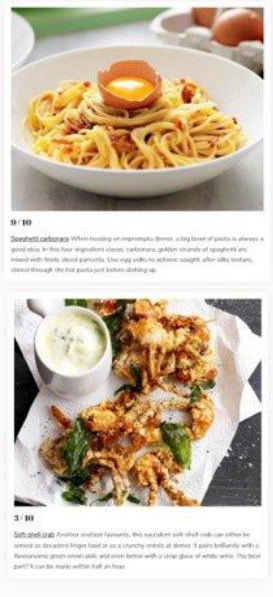 9/10
Spaghetti carbonara When hosting an impromptu dinner, a big bowl of pasta is always a
good idea. In this four-ingredient classic carbonara, golden strands of spaghetti are
mixed with finely sliced pancetta. Use egg yolks to achieve sought-after silky texture,
stirred through the hot pasta just before dishing up.
3/10
Soft-shell crab Another seafood favourite, this succulent soft-shell crab can either be
served as decadent finger food or as a crunchy entrée at dinner. It pairs brilliantly with a
flavoursome green onion aioli, and even better with a crisp glass of white wine. The best
part? It can be made within half an hour.